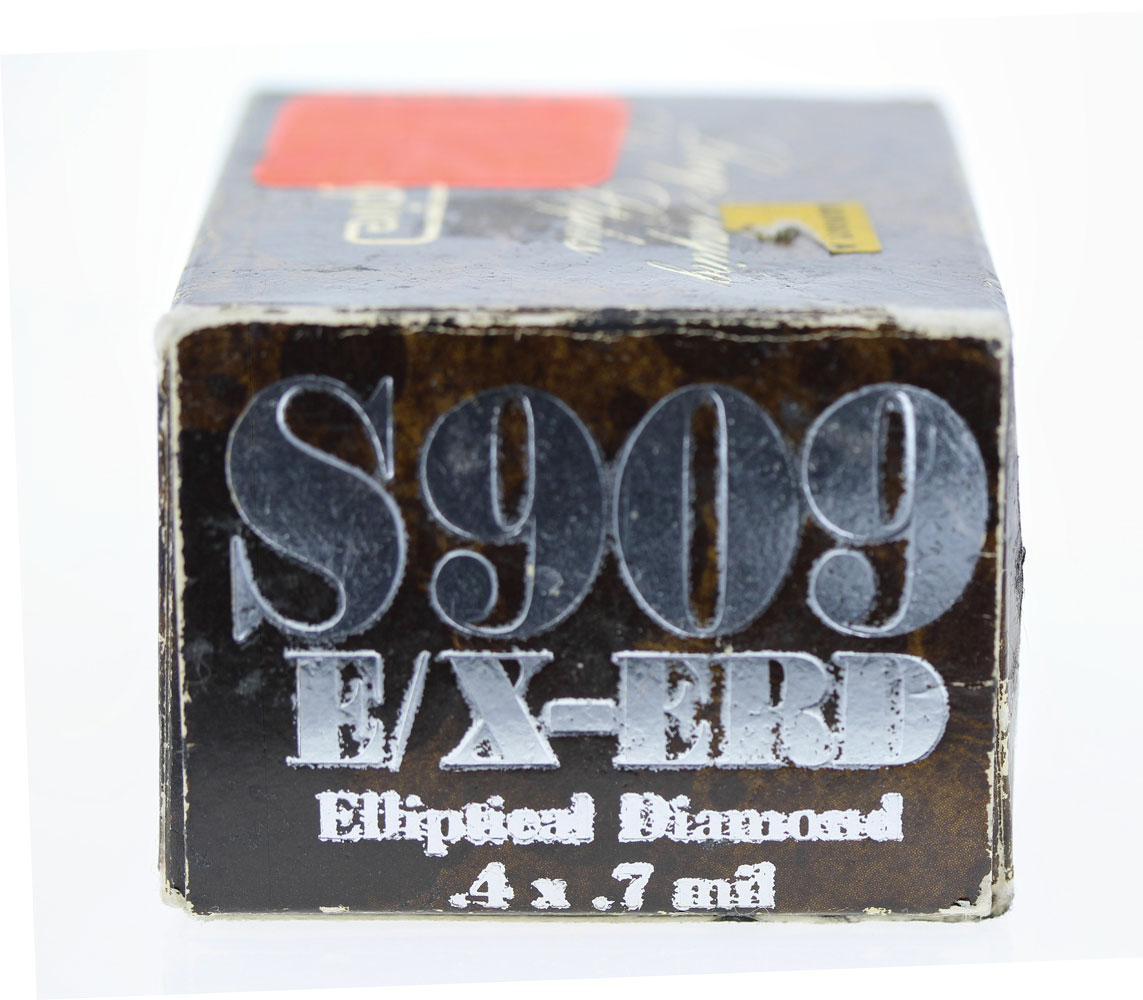 S909
E/X-ERD
Elliptical Diamond
.4 x .7 mil